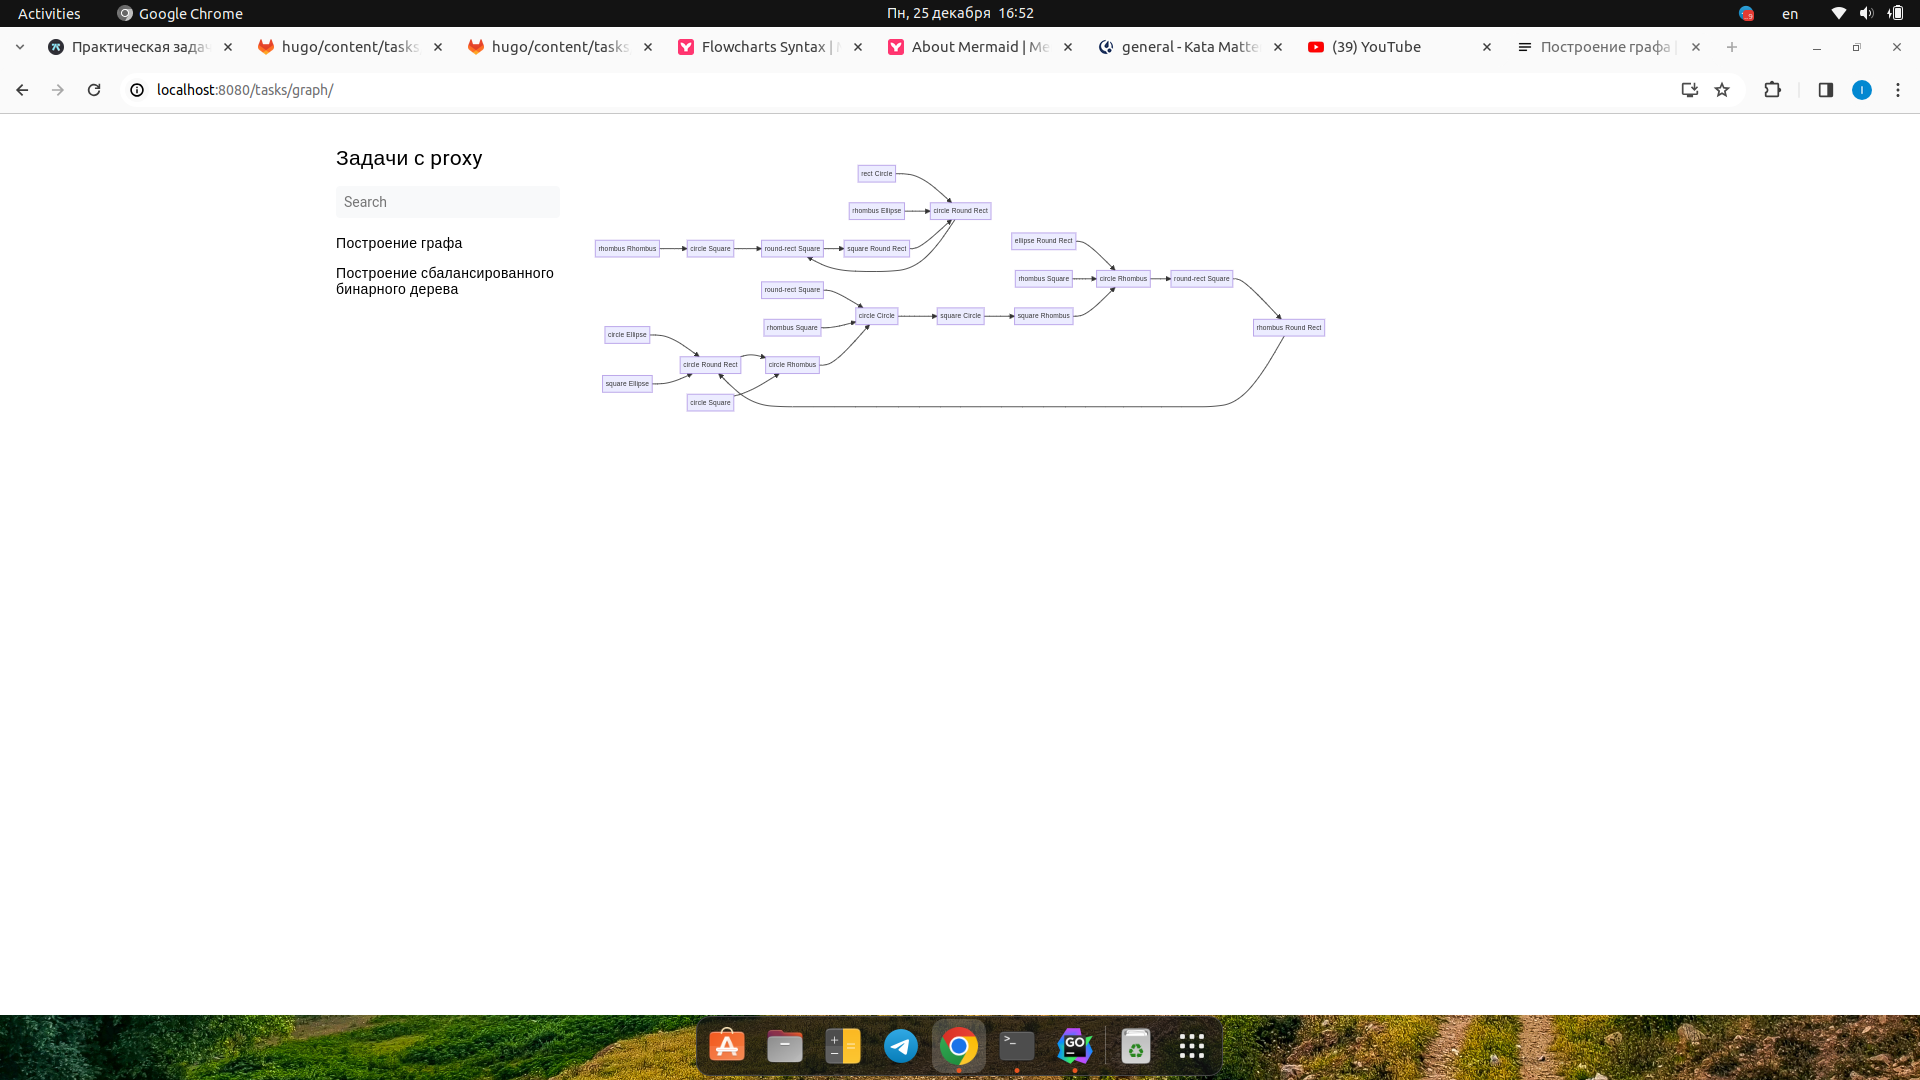 Activities
Google Chrome
Пн, 25 декабря 16:52
en
Практическая задач
hugo/content/tasks
hugo/content/tasks
Flowcharts Syntax |
About Mermaid | Me
general - Kata Matte
(39) YouTube
Построение графа |
localhost:8080/tasks/graph/
I
Задачи с proxy
Search
Построение графа
Построение сбалансированного
бинарного дерева
rect Circle
rhombus Ellipse
circle Round Rect
rhombus Rhombus
circle Square
round-rect Square
square Round Rect
ellipse Round Rect
rhombus Square
circle Rhombus
round-rect Square
round-rect Square
circle Circle
square Circle
square Rhombus
rhombus Square
rhombus Round Rect
circle Ellipse
circle Round Rect
circle Rhombus
square Ellipse
circle Square
>_
GO